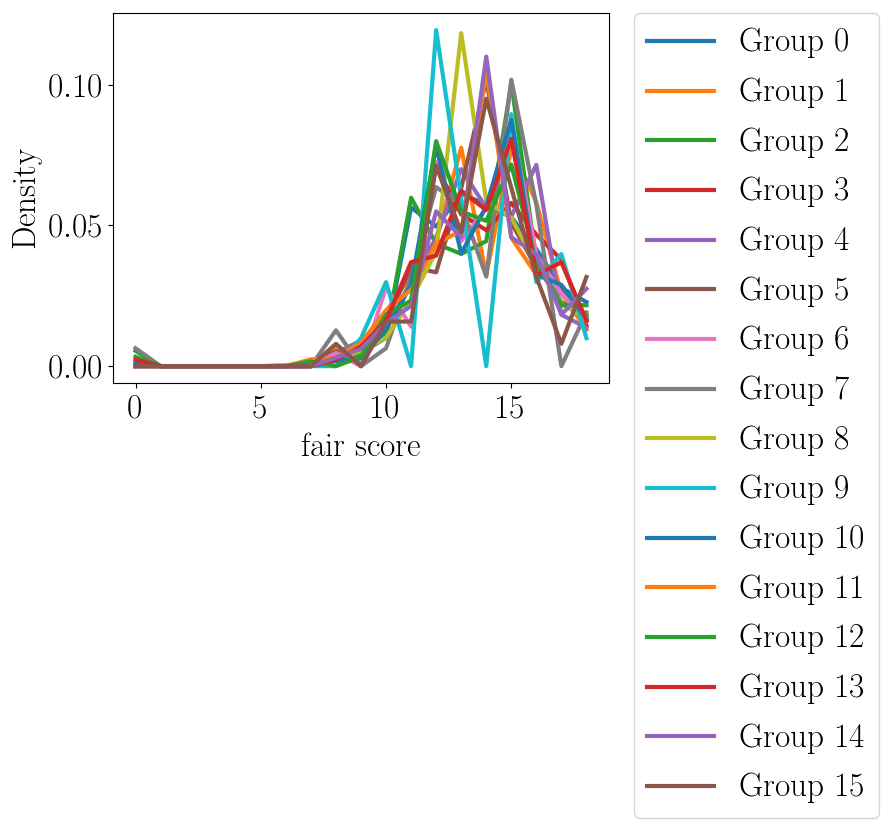 0.10
0.05
0.00
Density
0
5
10
15
fair score
Group 0
Group 1
Group 2
Group 3
Group 4
Group 5
Group 6
Group 7
Group 8
Group 9
Group 10
Group 11
Group 12
Group 13
Group 14
Group 15